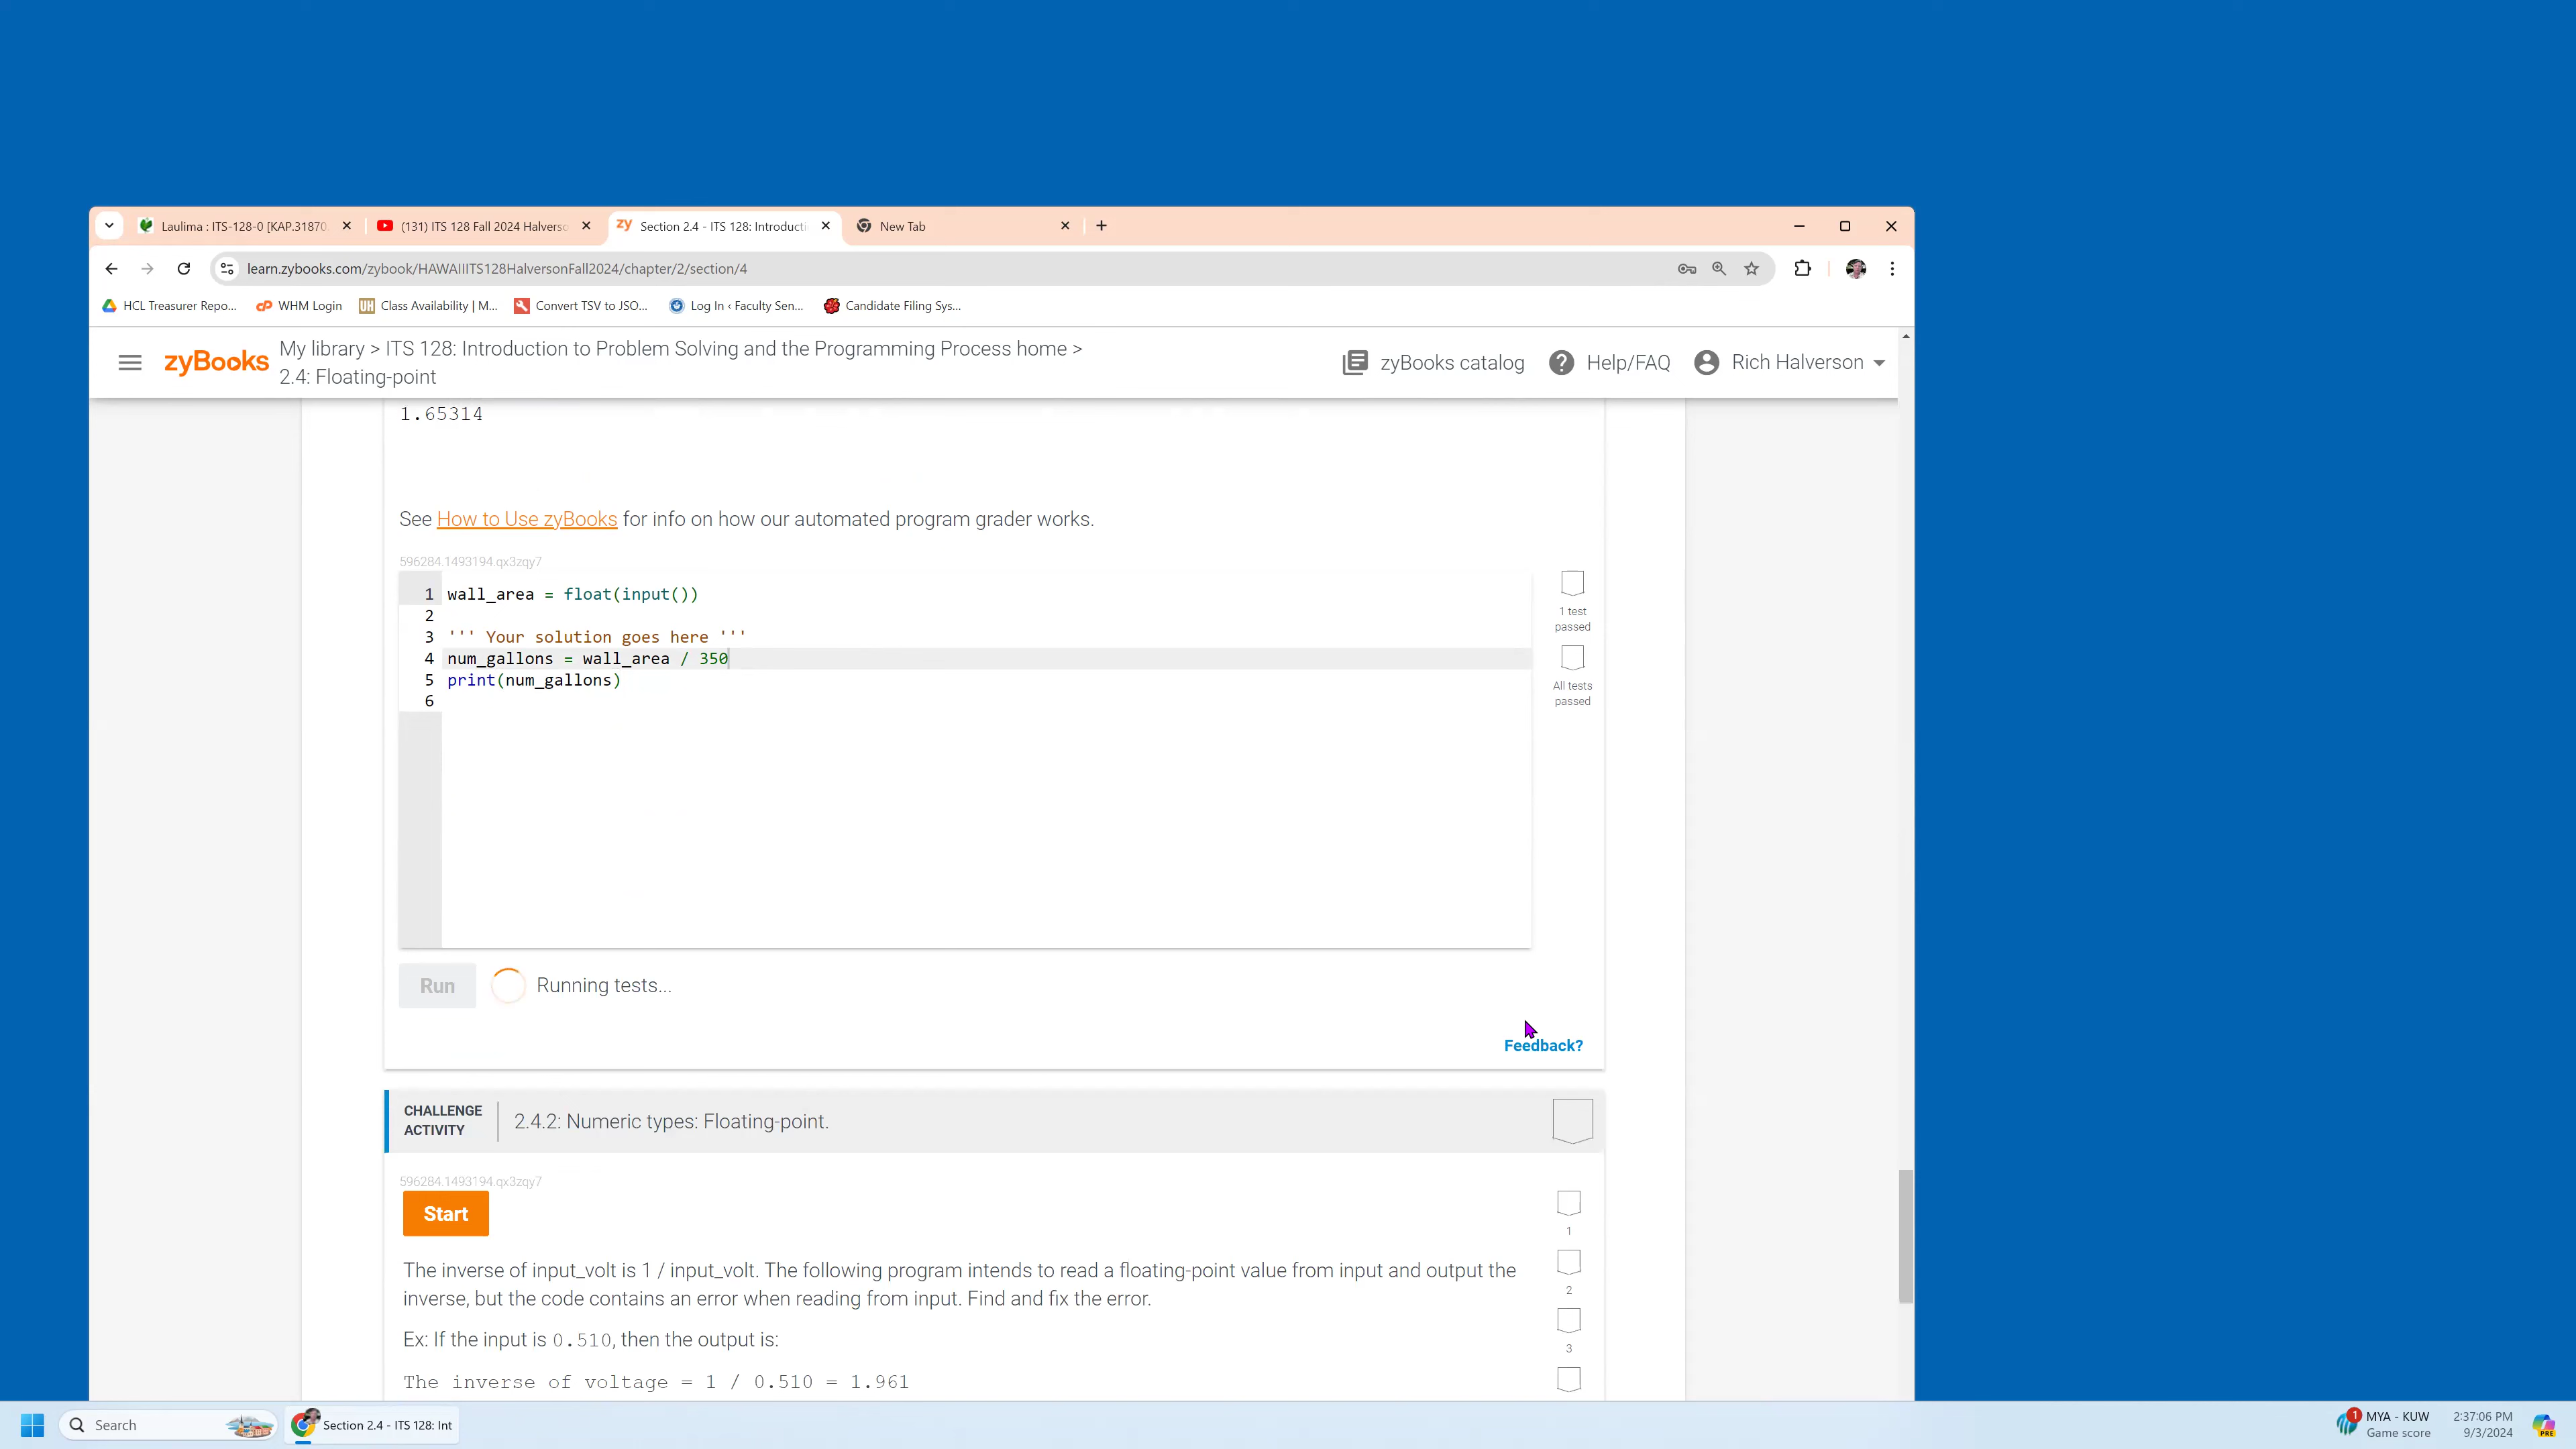 Laulima : ITS-128-0 [KAP.31870.
(131) ITS 128 Fall 2024 Halverso
zy Section 2.4 - ITS 128: Introducti
New Tab
learn.zybooks.com/zybook/HAWAIIITS128HalversonFall2024/chapter/2/section/4
HCL Treasurer Repo...
cP WHM Login
UH Class Availability | M...
Convert TSV to JSO...
Log In ‹ Faculty Sen...
Candidate Filing Sys...
zyBooks
My library > ITS 128: Introduction to Problem Solving and the Programming Process home >
2.4: Floating-point
zyBooks catalog
Help/FAQ
Rich Halverson
1.65314
See How to Use zyBooks for info on how our automated program grader works.
596284.1493194.qx3zqy7
1 wall_area = float(input())
2
3 ''' Your solution goes here '''
4 num_gallons = wall_area / 350
5 print(num_gallons)
6
1 test
passed
All tests
passed
Run
Running tests...
Feedback?
CHALLENGE
ACTIVITY
2.4.2: Numeric types: Floating-point.
596284.1493194.qx3zqy7
Start
1
2
3
The inverse of input_volt is 1 / input_volt. The following program intends to read a floating-point value from input and output the
inverse, but the code contains an error when reading from input. Find and fix the error.
Ex: If the input is 0.510, then the output is:
The inverse of voltage = 1 / 0.510 = 1.961
Search
Section 2.4 - ITS 128: Int
1
MYA - KUW
Game score
2:37:06 PM
9/3/2024
PRE